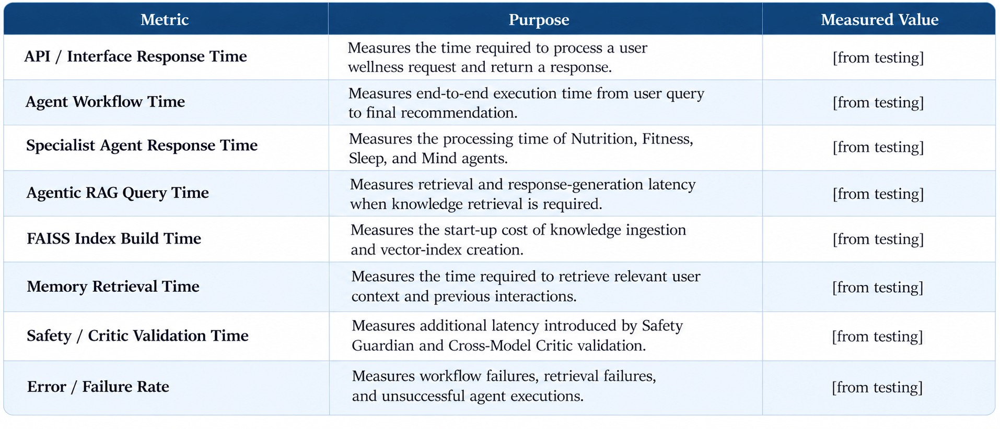 Metric
Purpose
Measured Value
API / Interface Response Time
Measures the time required to process a user
wellness request and return a response.
[from testing]
Agent Workflow Time
Measures end-to-end execution time from user query
to final recommendation.
[from testing]
Specialist Agent Response Time
Measures the processing time of Nutrition, Fitness,
Sleep, and Mind agents.
[from testing]
Agentic RAG Query Time
Measures retrieval and response-generation latency
when knowledge retrieval is required.
[from testing]
FAISS Index Build Time
Measures the start-up cost of knowledge ingestion
and vector-index creation.
[from testing]
Memory Retrieval Time
Measures the time required to retrieve relevant user
context and previous interactions.
[from testing]
Safety / Critic Validation Time
Measures additional latency introduced by Safety
Guardian and Cross-Model Critic validation.
[from testing]
Error / Failure Rate
Measures workflow failures, retrieval failures,
and unsuccessful agent executions.
[from testing]